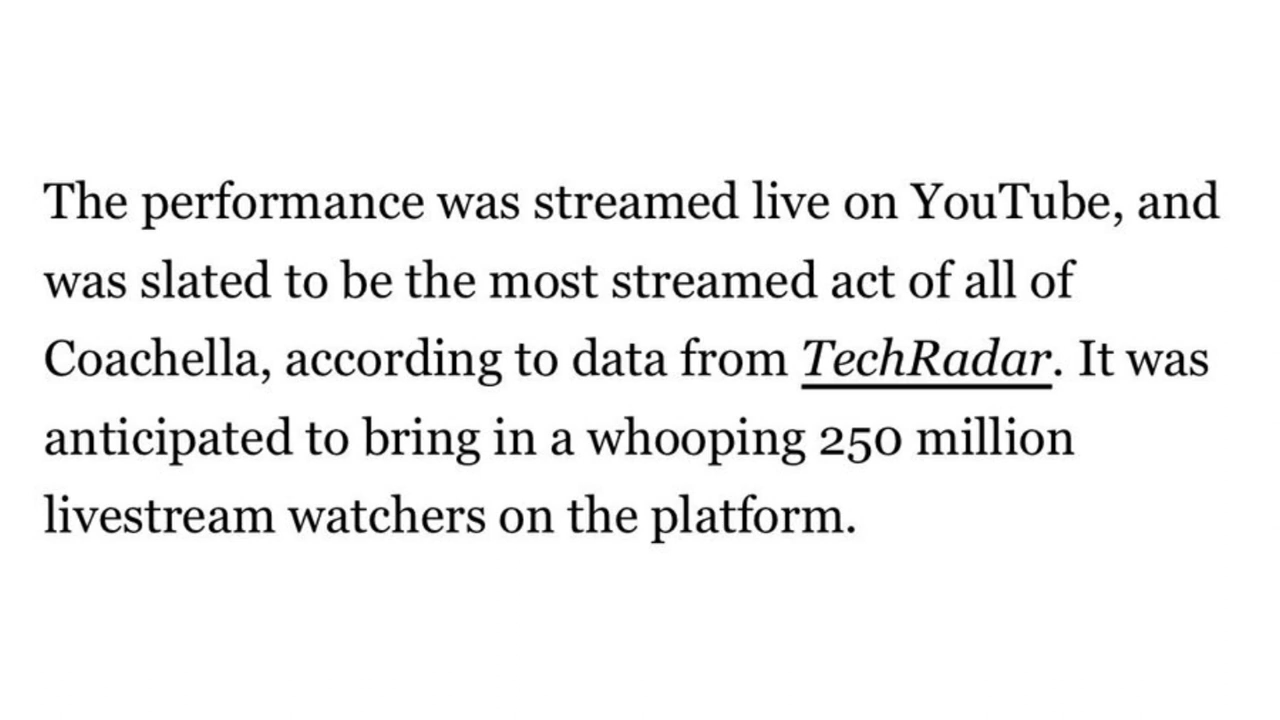 The performance was streamed live on YouTube, and
was slated to be the most streamed act of all of
Coachella, according to data from TechRadar. It was
anticipated to bring in a whooping 250 million
livestream watchers on the platform.